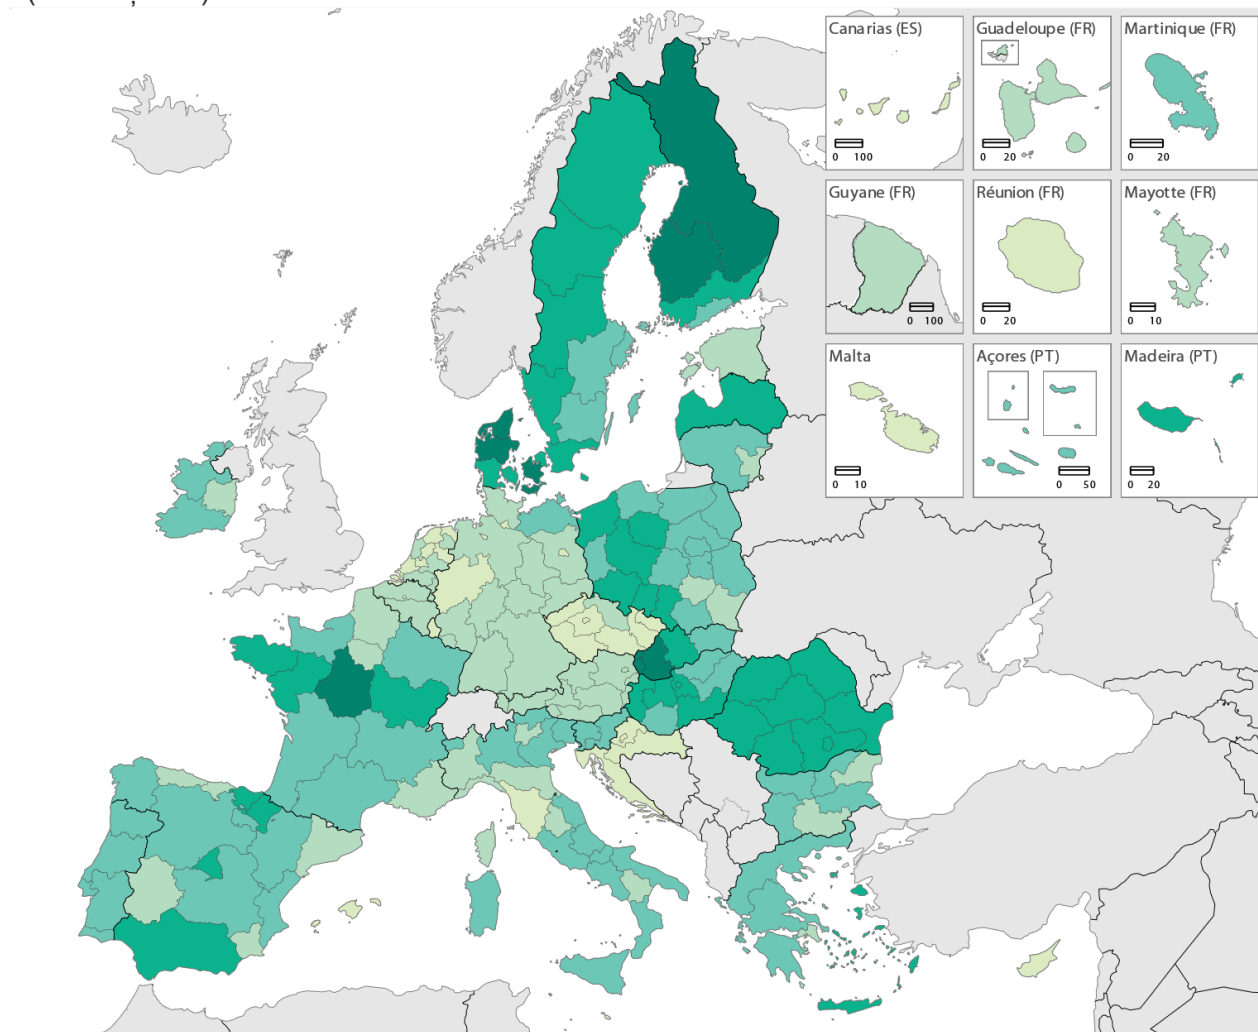 Canarias (ES)
0 100
Guadeloupe (FR)
0 20
Martinique (FR)
0 20
Guyane (FR)
0 100
Réunion (FR)
0 20
Mayotte (FR)
0 10
Malta
0 10
Açores (PT)
0 50
Madeira (PT)
0 20